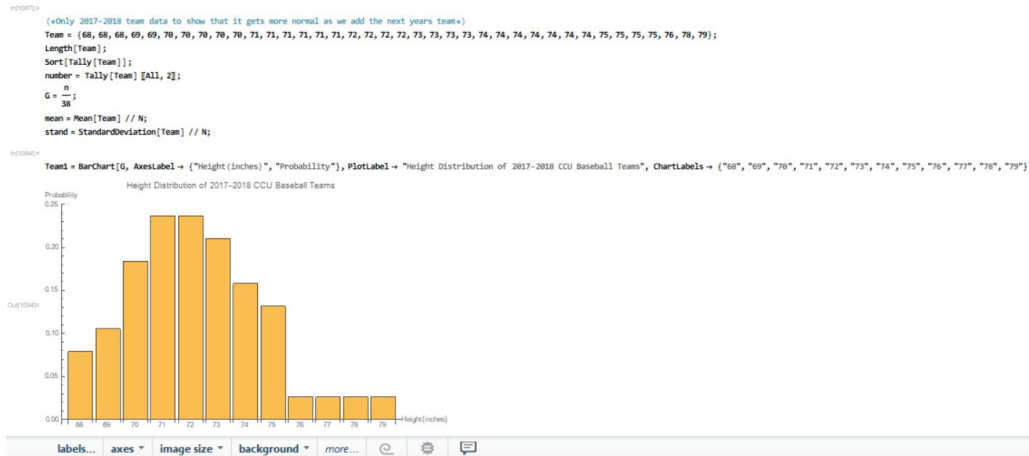 In[1087]:=
(*Only 2017-2018 team data to show that it gets more normal as we add the next years team*)
Team = {68, 68, 68, 69, 69, 70, 70, 70, 70, 70, 71, 71, 71, 71, 71, 71, 72, 72, 72, 72, 73, 73, 73, 73, 74, 74, 74, 74, 74, 74, 74, 75, 75, 75, 75, 76, 78, 79};
Length[Team];
Sort[Tally[Team]];
number = Tally[Team] 〚All, 2〛;
G = n/38;
mean = Mean[Team] // N;
stand = StandardDeviation[Team] // N;
In[1094]:=
Team1 = BarChart[G, AxesLabel → {"Height(inches)", "Probability"}, PlotLabel → "Height Distribution of 2017-2018 CCU Baseball Teams", ChartLabels → {"68", "69", "70", "71", "72", "73", "74", "75", "76", "77", "78", "79"}]
Height Distribution of 2017-2018 CCU Baseball Teams
Probability
0.25
0.20
0.15
Out[1094]=
0.10
0.05
0.00
Height(inches)
68 69 70 71 72 73 74 75 76 77 78 79
labels... axes image size background more...